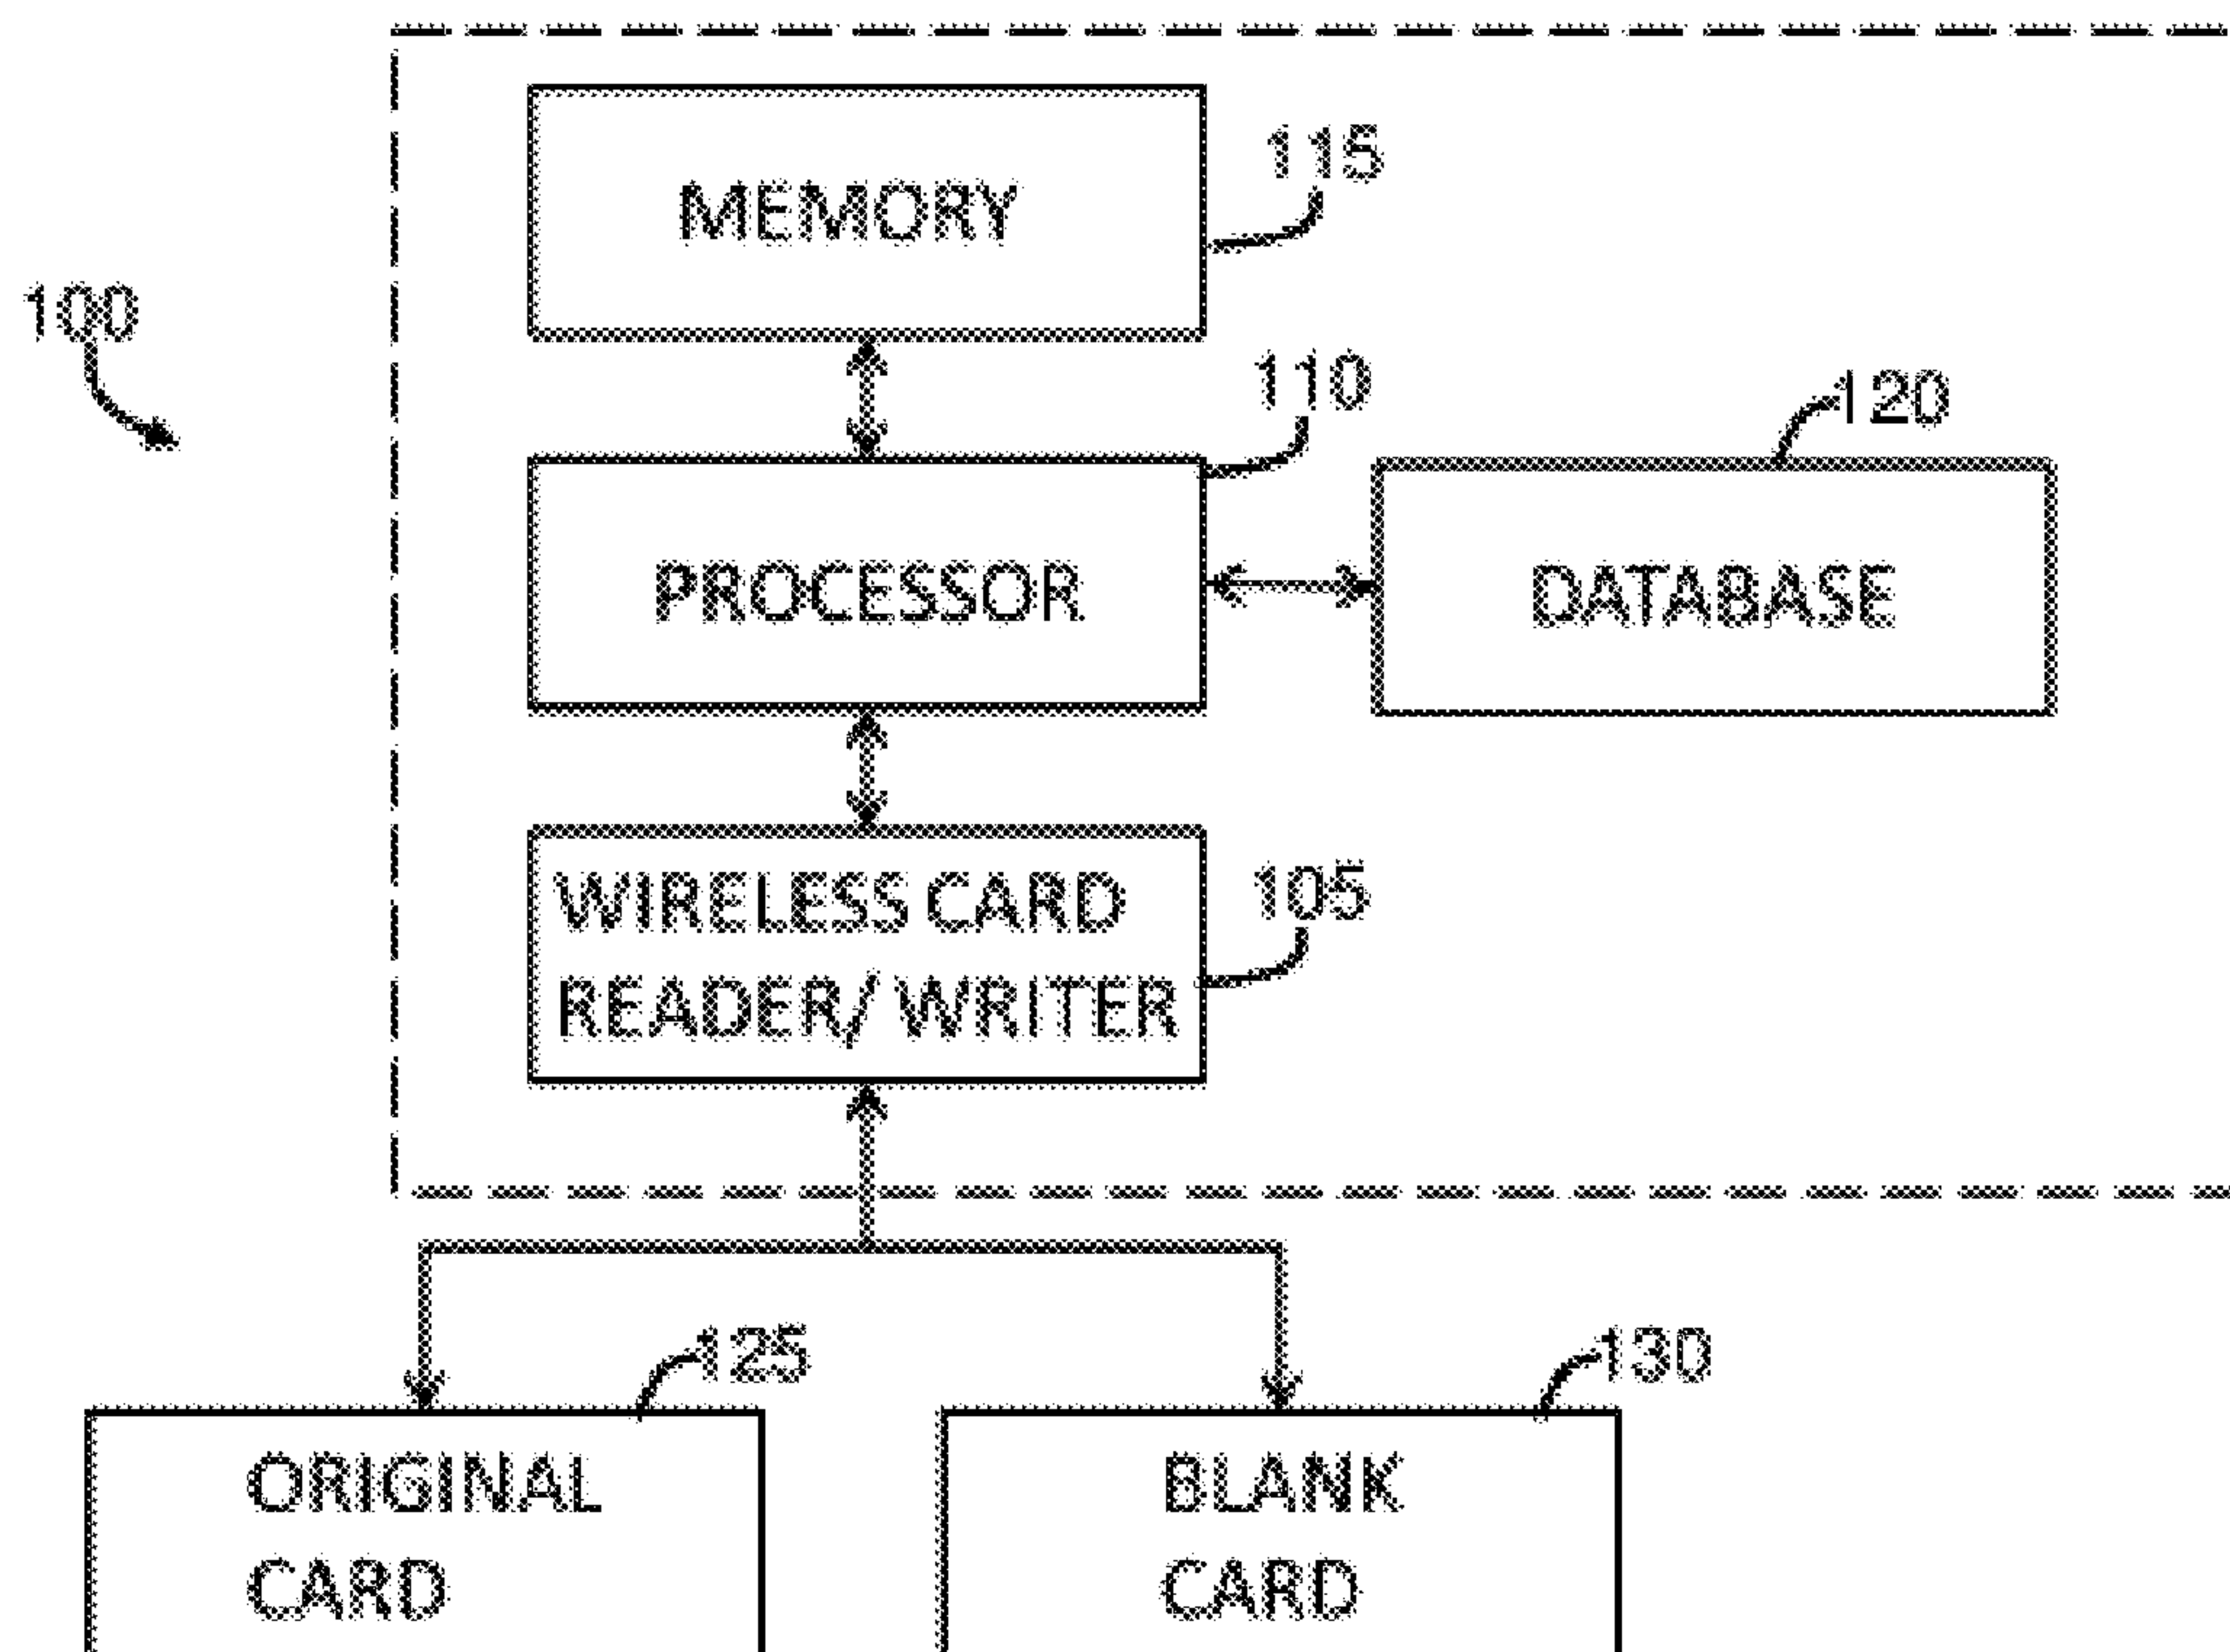 115
MEMORY
100
110
120
PROCESSOR
DATABASE
WIRELESS CARD
105
READER/ WRITER
125
130
ORIGINAL
CARD
BLANK
CARD